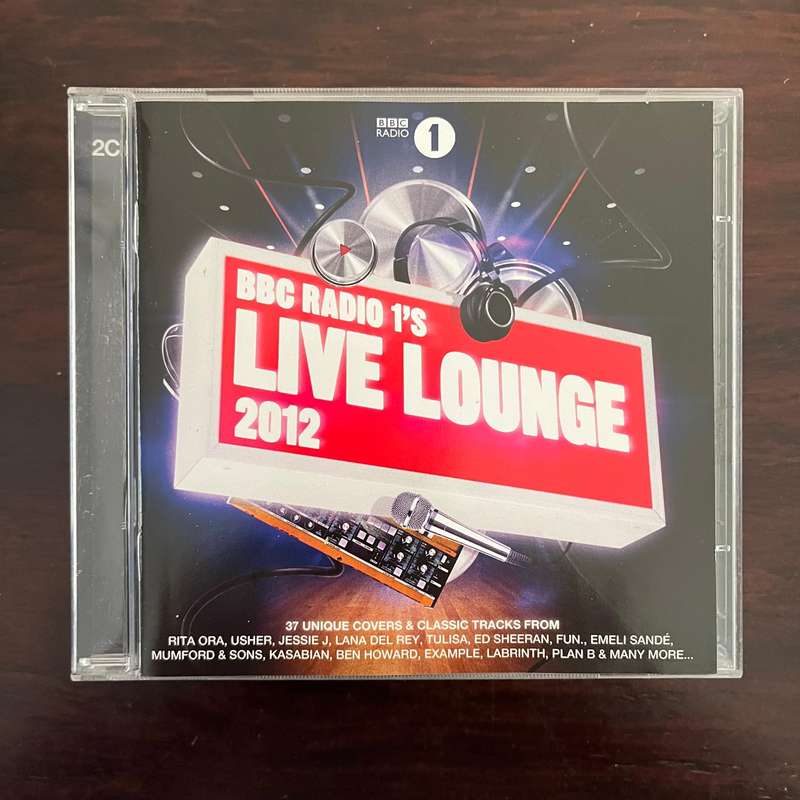 2C
BBC
RADIO
1
BBC RADIO 1'S
LIVE LOUNGE
2012
37 UNIQUE COVERS & CLASSIC TRACKS FROM
RITA ORA, USHER, JESSIE J, LANA DEL REY, TULISA, ED SHEERAN, FUN., EMELI SANDÉ,
MUMFORD & SONS, KASABIAN, BEN HOWARD, EXAMPLE, LABRINTH, PLAN B & MANY MORE...